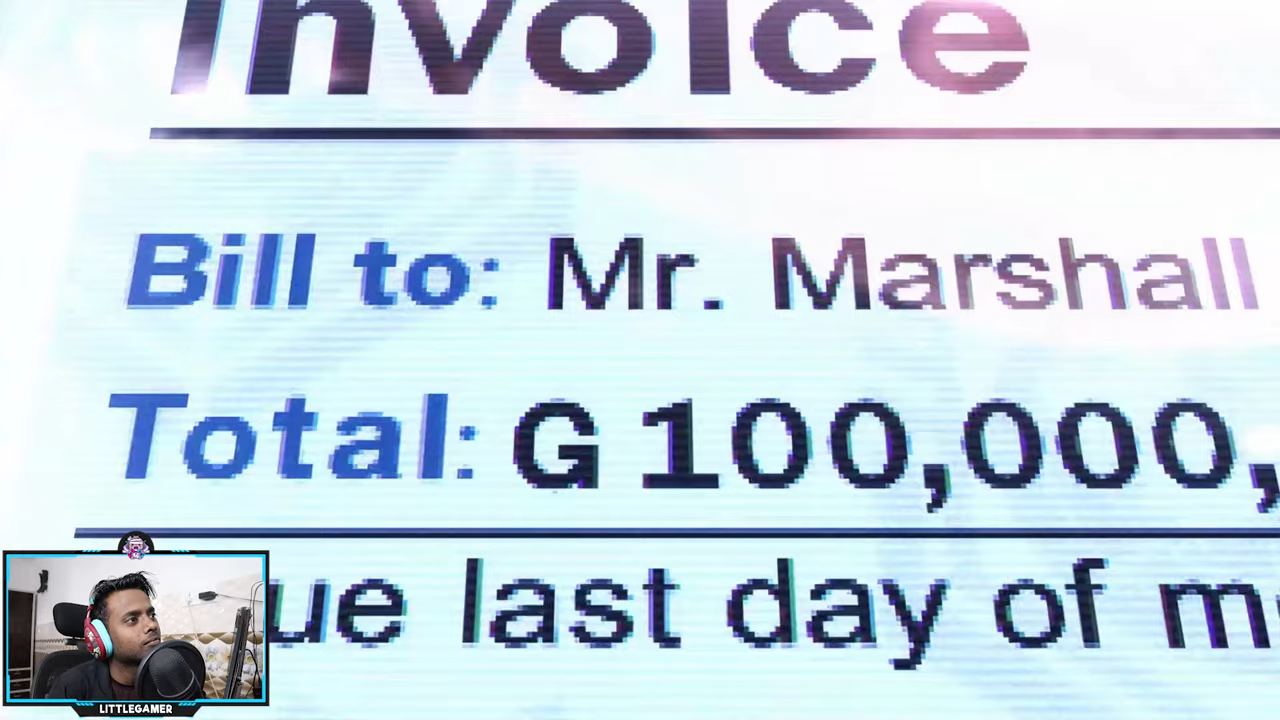 Invoice
Bill to: Mr. Marshall
Total: G 100,000,
ue last day of m
LITTLEGAMER